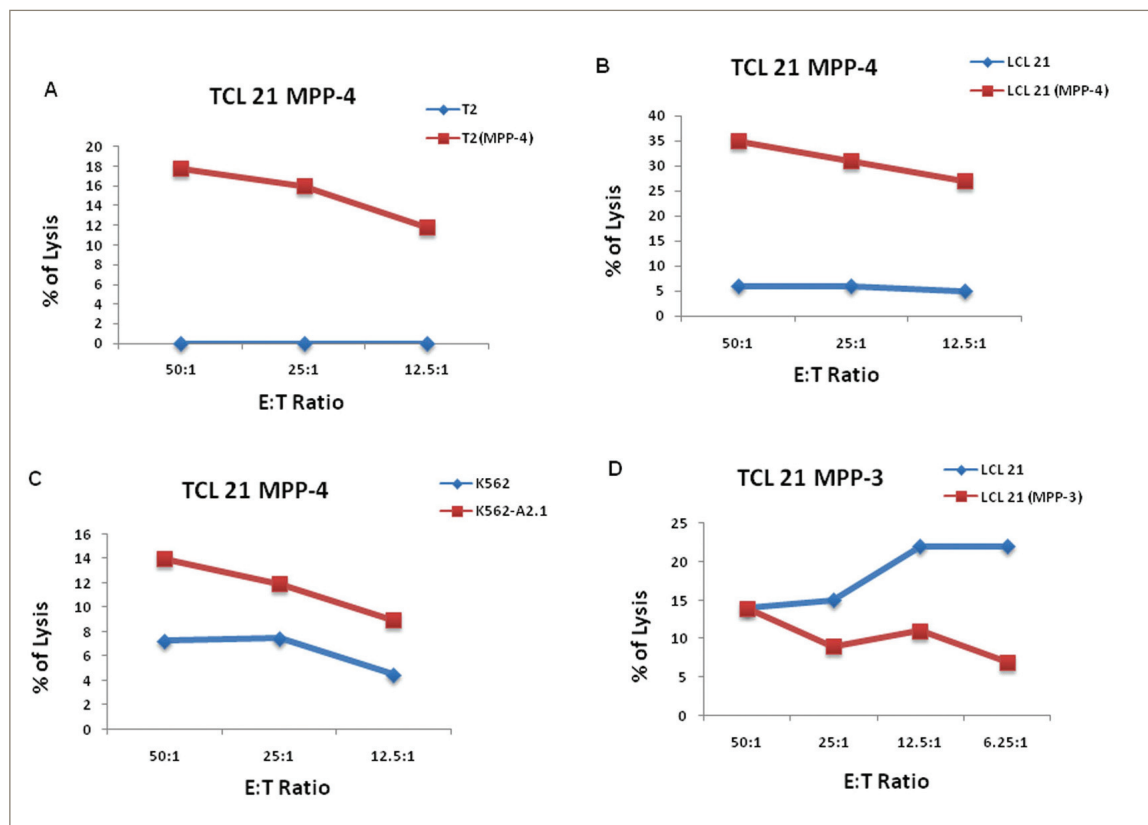 A
TCL 21 MPP-4
T2
T2(MPP-4)
20
18
16
14
12
10
8
6
4
2
0
% of Lysis
50:1
25:1
12.5:1
E:T Ratio
B
TCL 21 MPP-4
LCL 21
LCL 21 (MPP-4)
40
35
30
25
20
15
10
5
0
% of Lysis
50:1
25:1
12.5:1
E:T Ratio
C
TCL 21 MPP-4
K562
K562-A2.1
16
14
12
10
8
6
4
2
0
% of Lysis
50:1
25:1
12.5:1
E:T Ratio
D
TCL 21 MPP-3
LCL 21
LCL 21 (MPP-3)
25
20
15
10
5
0
% of Lysis
50:1
25:1
12.5:1
6.25:1
E:T Ratio